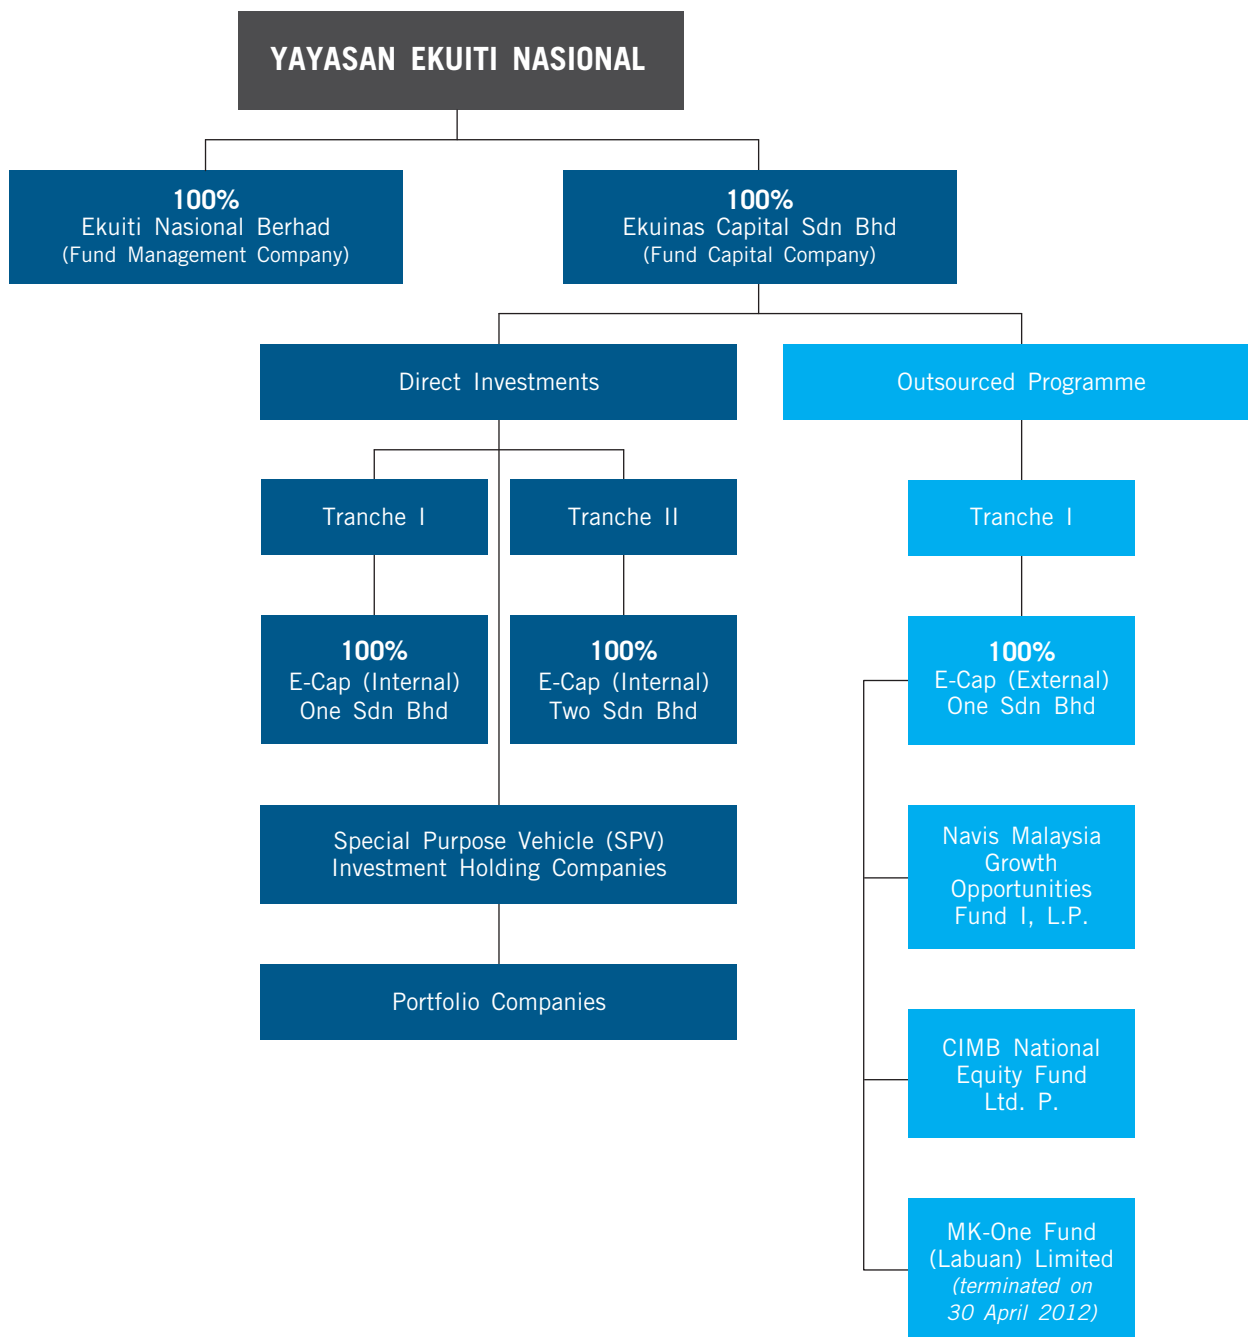 YAYASAN EKUITI NASIONAL
100%
Ekuiti Nasional Berhad
(Fund Management Company)
100%
Ekuinas Capital Sdn Bhd
(Fund Capital Company)
Direct Investments
Outsourced Programme
Tranche I
Tranche II
Tranche I
100%
E-Cap (Internal)
One Sdn Bhd
100%
E-Cap (Internal)
Two Sdn Bhd
100%
E-Cap (External)
One Sdn Bhd
Special Purpose Vehicle (SPV)
Investment Holding Companies
Navis Malaysia
Growth
Opportunities
Fund I, L.P.
Portfolio Companies
CIMB National
Equity Fund
Ltd. P.
MK-One Fund
(Labuan) Limited
(terminated on
30 April 2012)